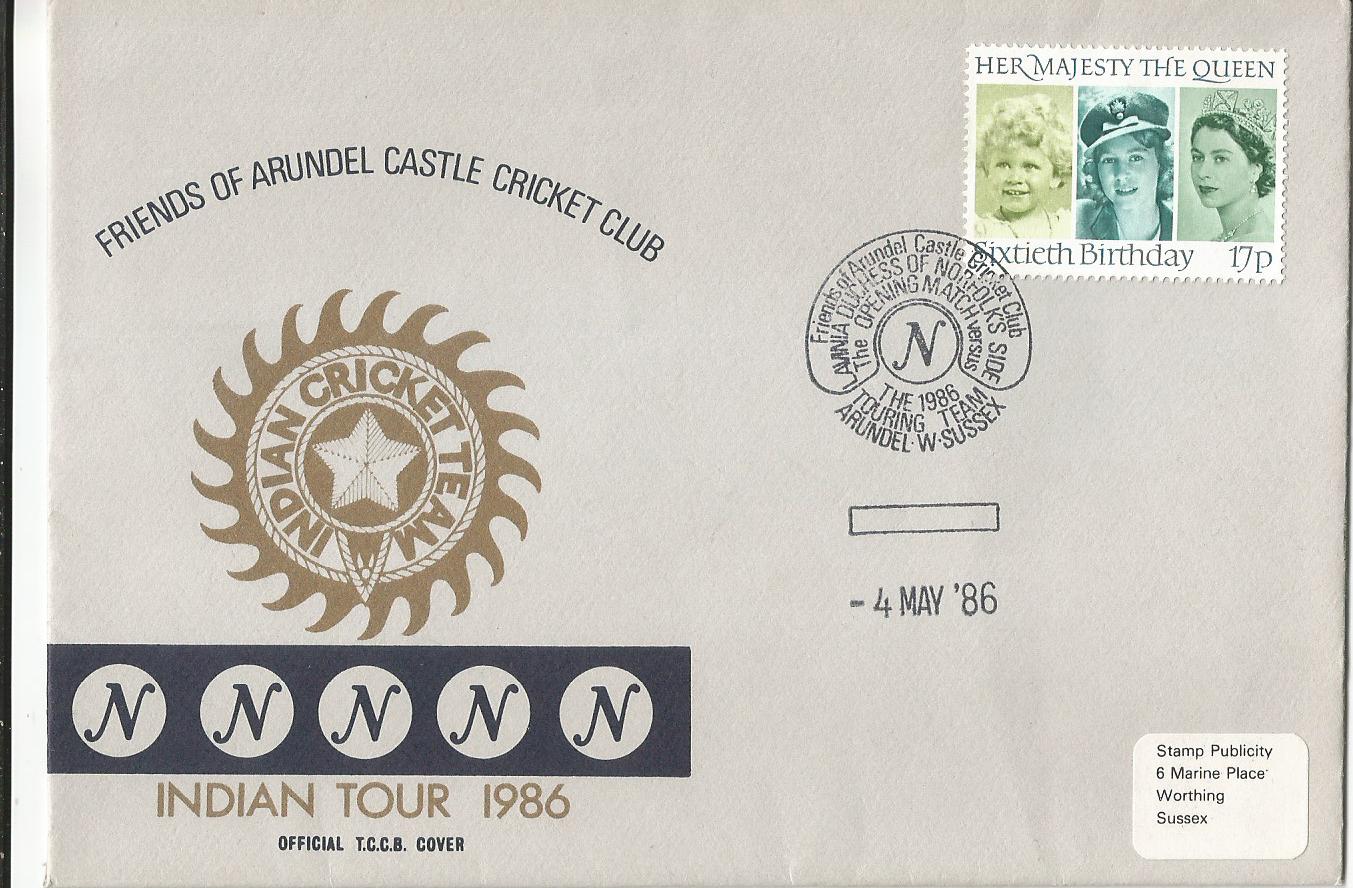 HER MAJESTY THE QUEEN
Sixtieth Birthday 17p
FRIENDS OF ARUNDEL CASTLE CRICKET CLUB
Friends of Arundel Castle Cricket Club
LAVINIA DUCHESS OF NORFOLKS SIDE
The OPENING MATCH versus
N
THE 1986
TOURING TEAM
ARUNDEL·W·SUSSEX
- 4 MAY '86
INDIAN CRICKET TEAM
N N N N N
INDIAN TOUR 1986
OFFICIAL T.C.C.B. COVER
Stamp Publicity
6 Marine Place
Worthing
Sussex